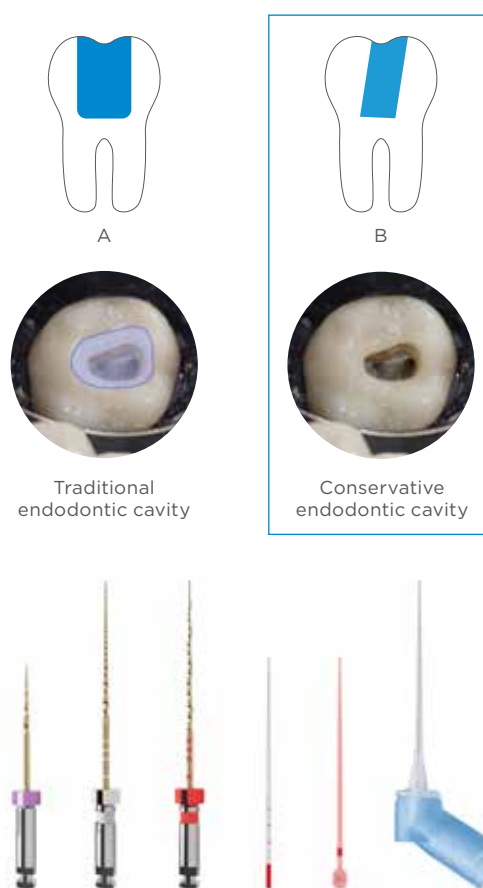 A
B
Traditional
endodontic cavity
Conservative
endodontic cavity